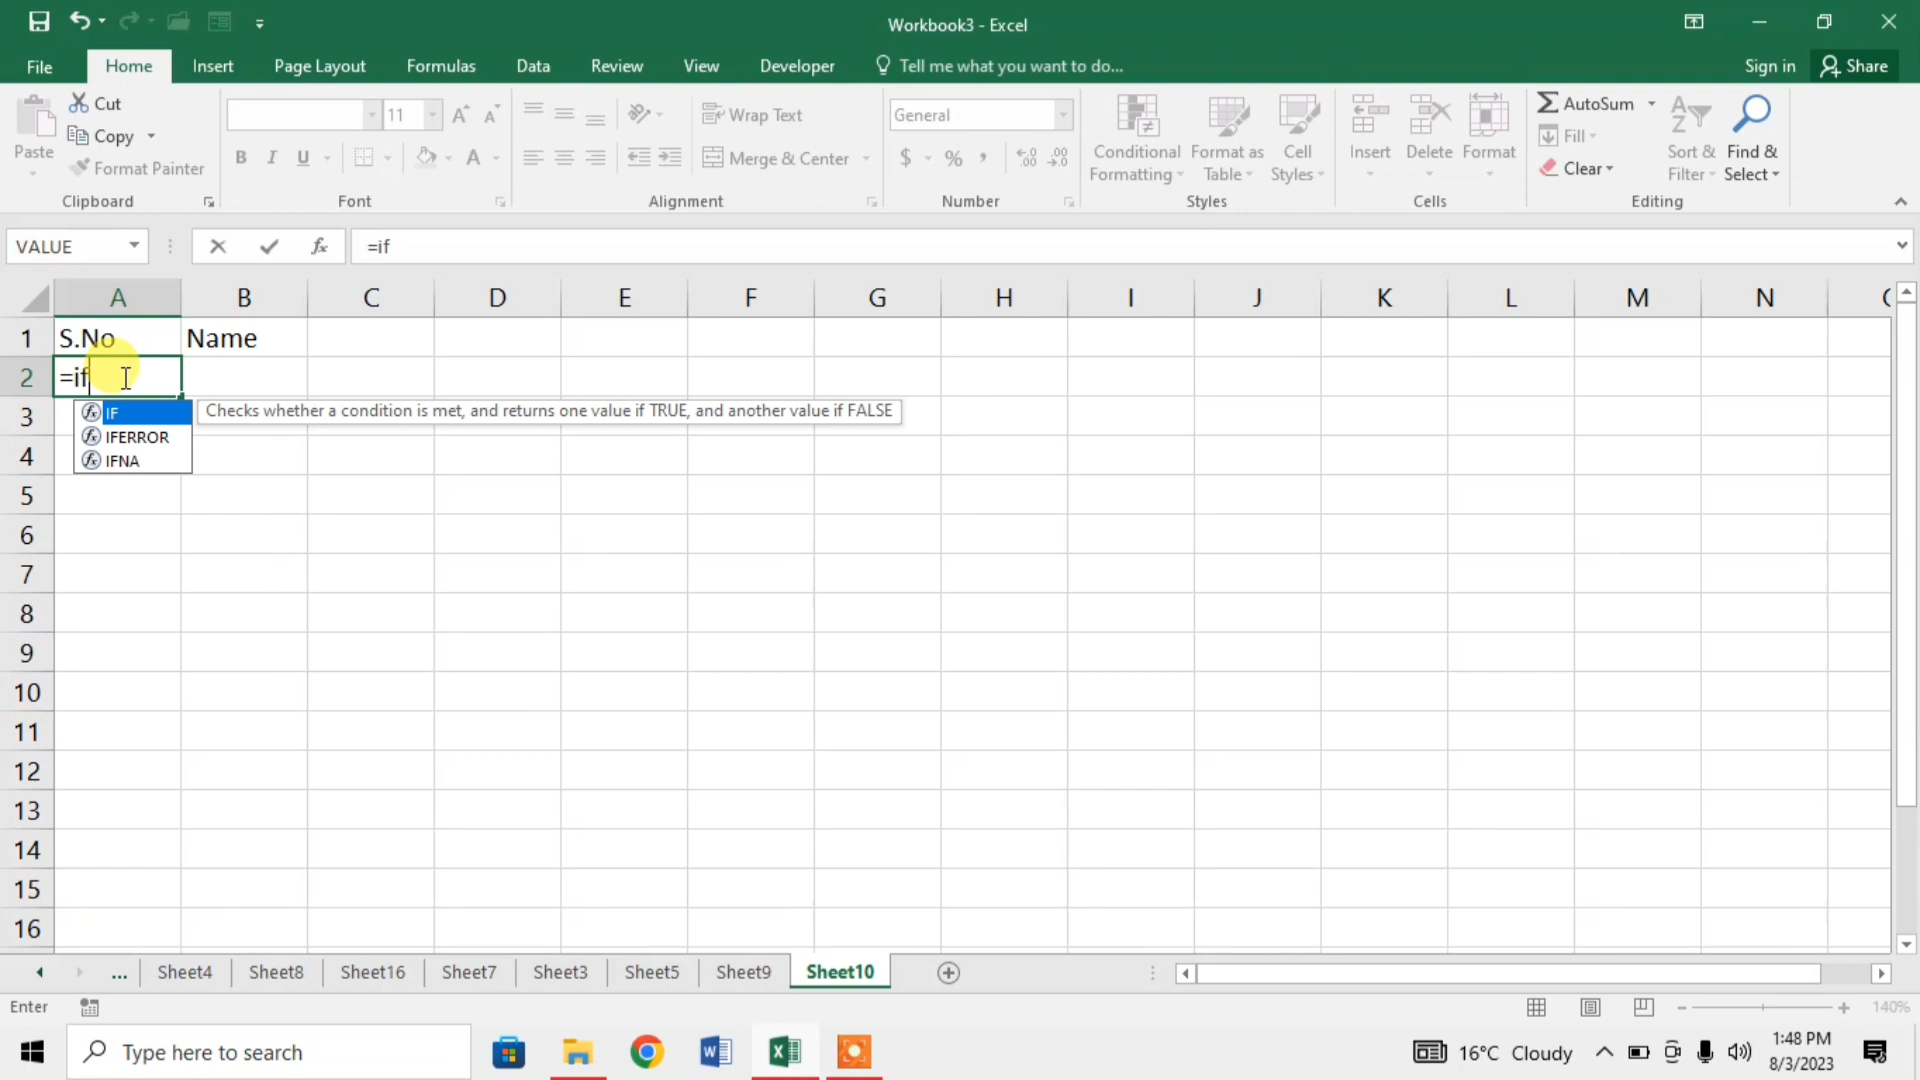 Workbook3 - Excel
File Home Insert Page Layout Formulas Data Review View Developer Tell me what you want to do... Sign in Share
Paste
Cut
Copy
Format Painter
Clipboard
11
B I U
A
Font
Wrap Text
Merge & Center
Alignment
General
$ % ,
Number
Conditional Formatting
Format as Table
Cell Styles
Styles
Insert Delete Format
Cells
AutoSum
Fill
Clear
Sort & Filter
Find & Select
Editing
VALUE fx =if
A B C D E F G H I J K L M N
1 S.No Name
2 =if
3
4
5
6
7
8
9
10
11
12
13
14
15
16
IF Checks whether a condition is met, and returns one value if TRUE, and another value if FALSE
IFERROR
IFNA
... Sheet4 Sheet8 Sheet16 Sheet7 Sheet3 Sheet5 Sheet9 Sheet10
Enter 140%
Type here to search 16°C Cloudy 1:48 PM
8/3/2023